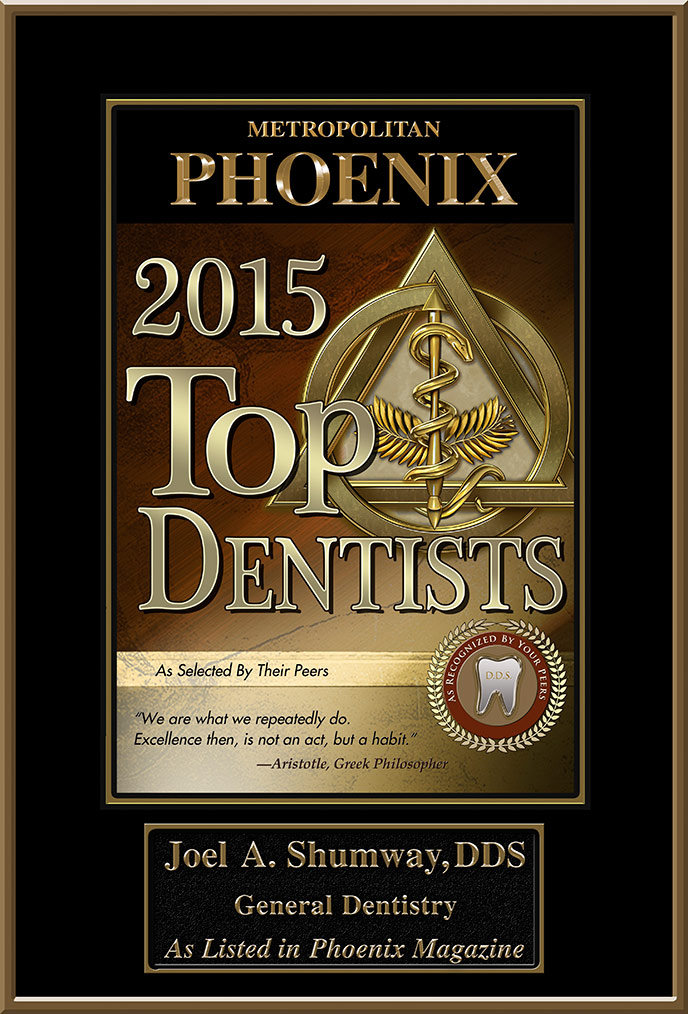 METROPOLITAN
PHOENIX
2015
TOP
DENTISTS
As Selected By Their Peers
AS RECOGNIZED BY YOUR PEERS
D.D.S.
“We are what we repeatedly do.
Excellence then, is not an act, but a habit.”
—Aristotle, Greek Philosopher
Joel A. Shumway, DDS
General Dentistry
As Listed in Phoenix Magazine